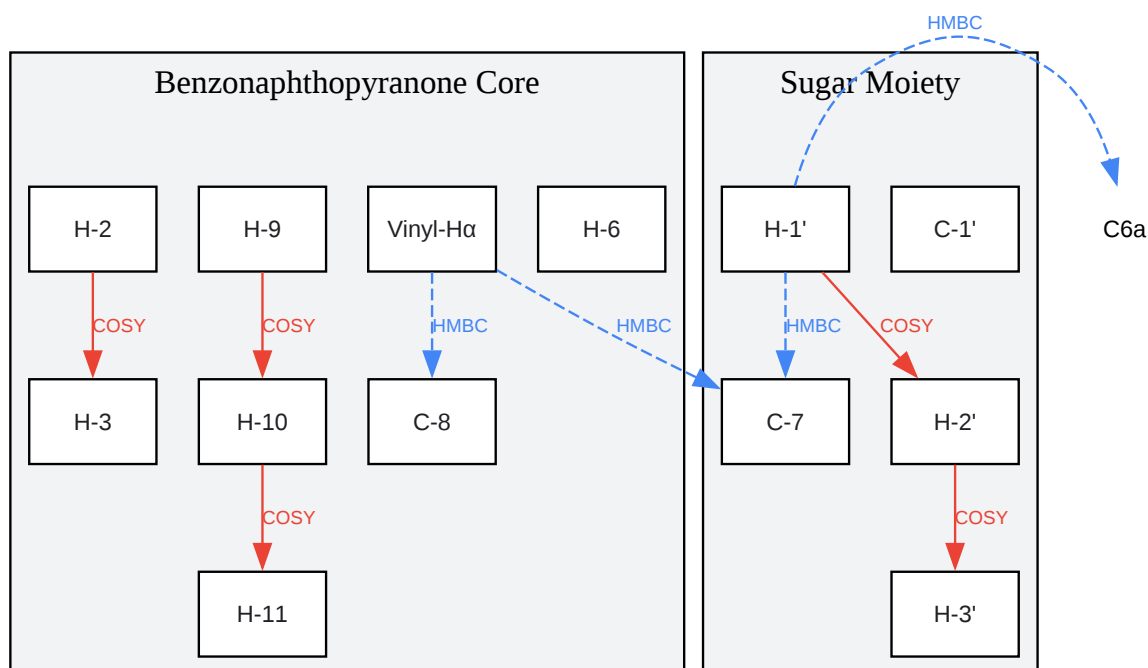 HMBC
Benzonaphthopyranone Core
Sugar Moiety
H-2
H-9
Vinyl-Hα
H-6
H-1'
C-1'
C6a
COSY
COSY
HMBC
HMBC
HMBC
COSY
H-3
H-10
C-8
C-7
H-2'
COSY
COSY
H-11
H-3'